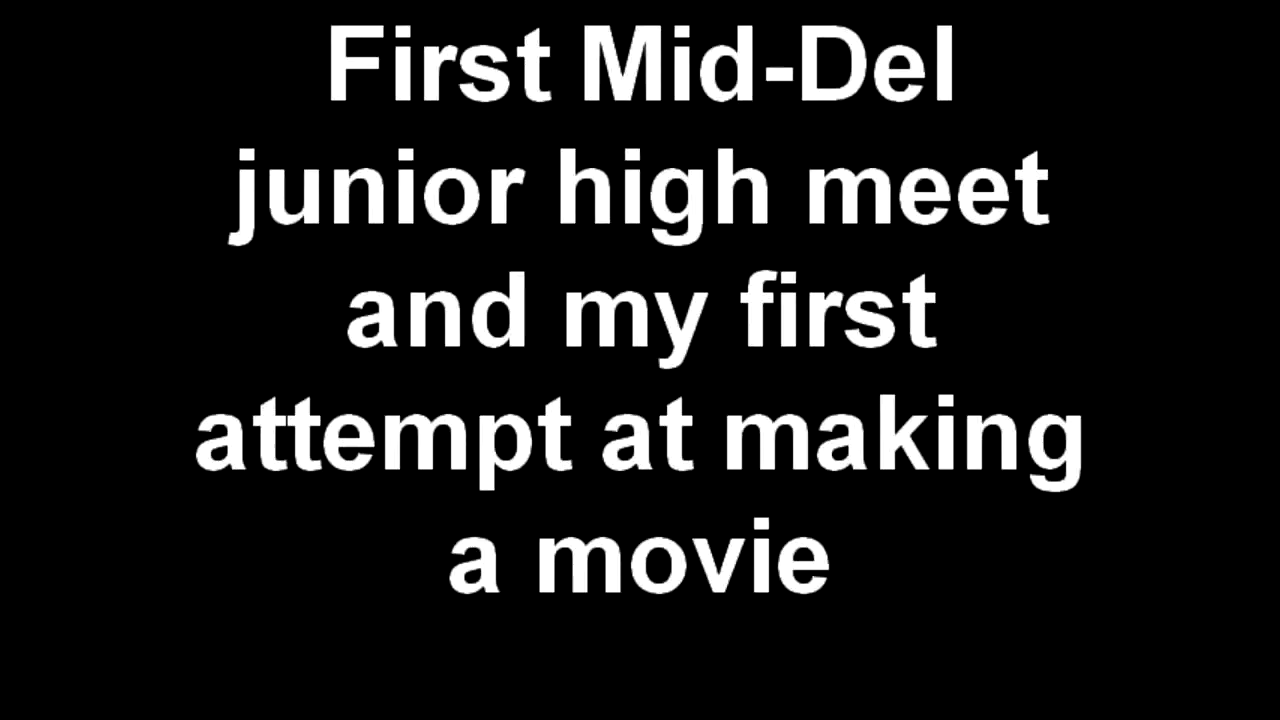 First Mid-Del
junior high meet
and my first
attempt at making
a movie